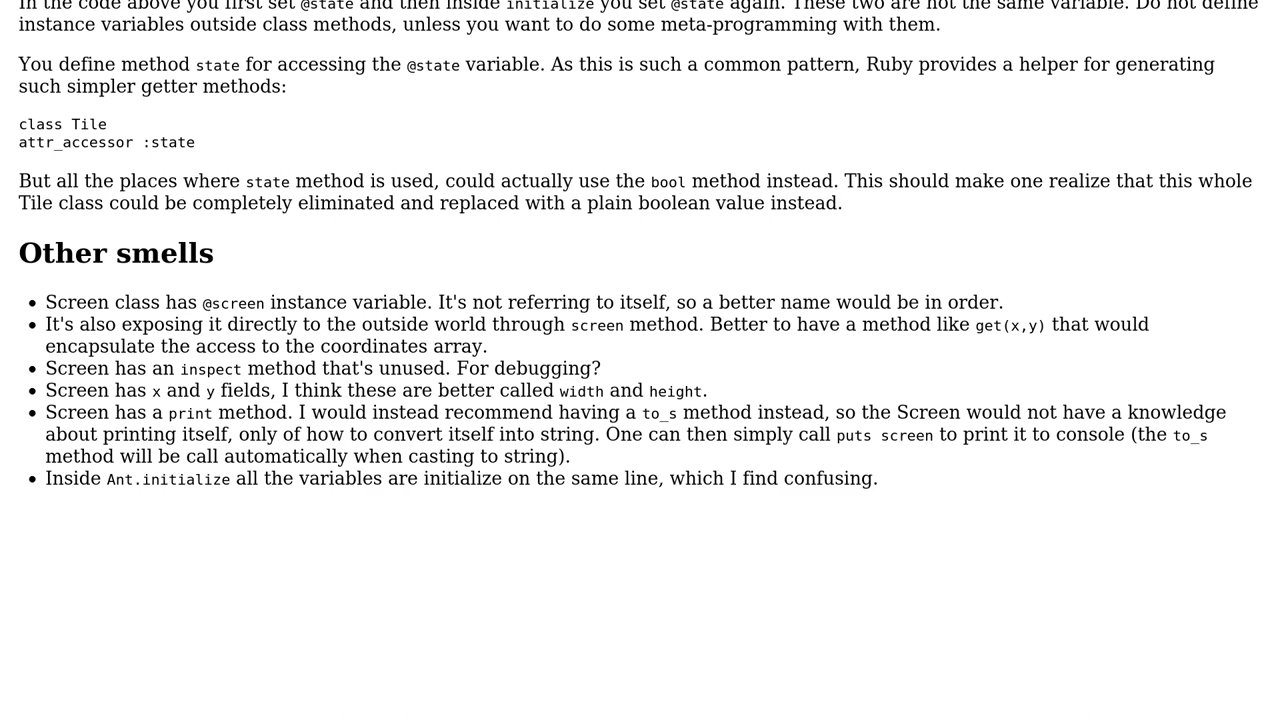 In the code above you first set @state and then inside initialize you set @state again. These two are not the same variable. Do not define
instance variables outside class methods, unless you want to do some meta-programming with them.
You define method state for accessing the @state variable. As this is such a common pattern, Ruby provides a helper for generating
such simpler getter methods:
class Tile
attr_accessor :state
But all the places where state method is used, could actually use the bool method instead. This should make one realize that this whole
Tile class could be completely eliminated and replaced with a plain boolean value instead.
Other smells
• Screen class has @screen instance variable. It's not referring to itself, so a better name would be in order.
• It's also exposing it directly to the outside world through screen method. Better to have a method like get(x,y) that would
encapsulate the access to the coordinates array.
• Screen has an inspect method that's unused. For debugging?
• Screen has x and y fields, I think these are better called width and height.
• Screen has a print method. I would instead recommend having a to_s method instead, so the Screen would not have a knowledge
about printing itself, only of how to convert itself into string. One can then simply call puts screen to print it to console (the to_s
method will be call automatically when casting to string).
• Inside Ant.initialize all the variables are initialize on the same line, which I find confusing.